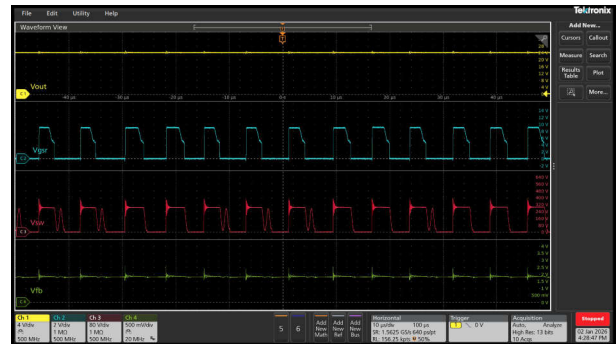 File Edit Utility Help
Tektronix
Waveform View
Add New...
Cursors Callout
Measure Search
Results Table Plot
More...
Vout
C1
-40 µs -30 µs -20 µs -10 µs 10 µs 20 µs 30 µs 40 µs
Vgsr
C2
Vsw
C3
Vfb
C4
Ch 1
4 V/div
500 MHz
Ch 2
2 V/div
1 MΩ
500 MHz
Ch 3
80 V/div
1 MΩ
500 MHz
Ch 4
500 mV/div
20 MHz
5 6
Add New Math
Add New Ref
Add New Bus
Horizontal
10 µs/div 100 µs
SR: 1.5625 GS/s 640 ps/pt
RL: 156.25 kpts 50%
Trigger
1 0 V
Acquisition
Auto, Analyze
High Res: 13 bits
10 Acqs
Stopped
02 Jan 2026
4:28:47 PM